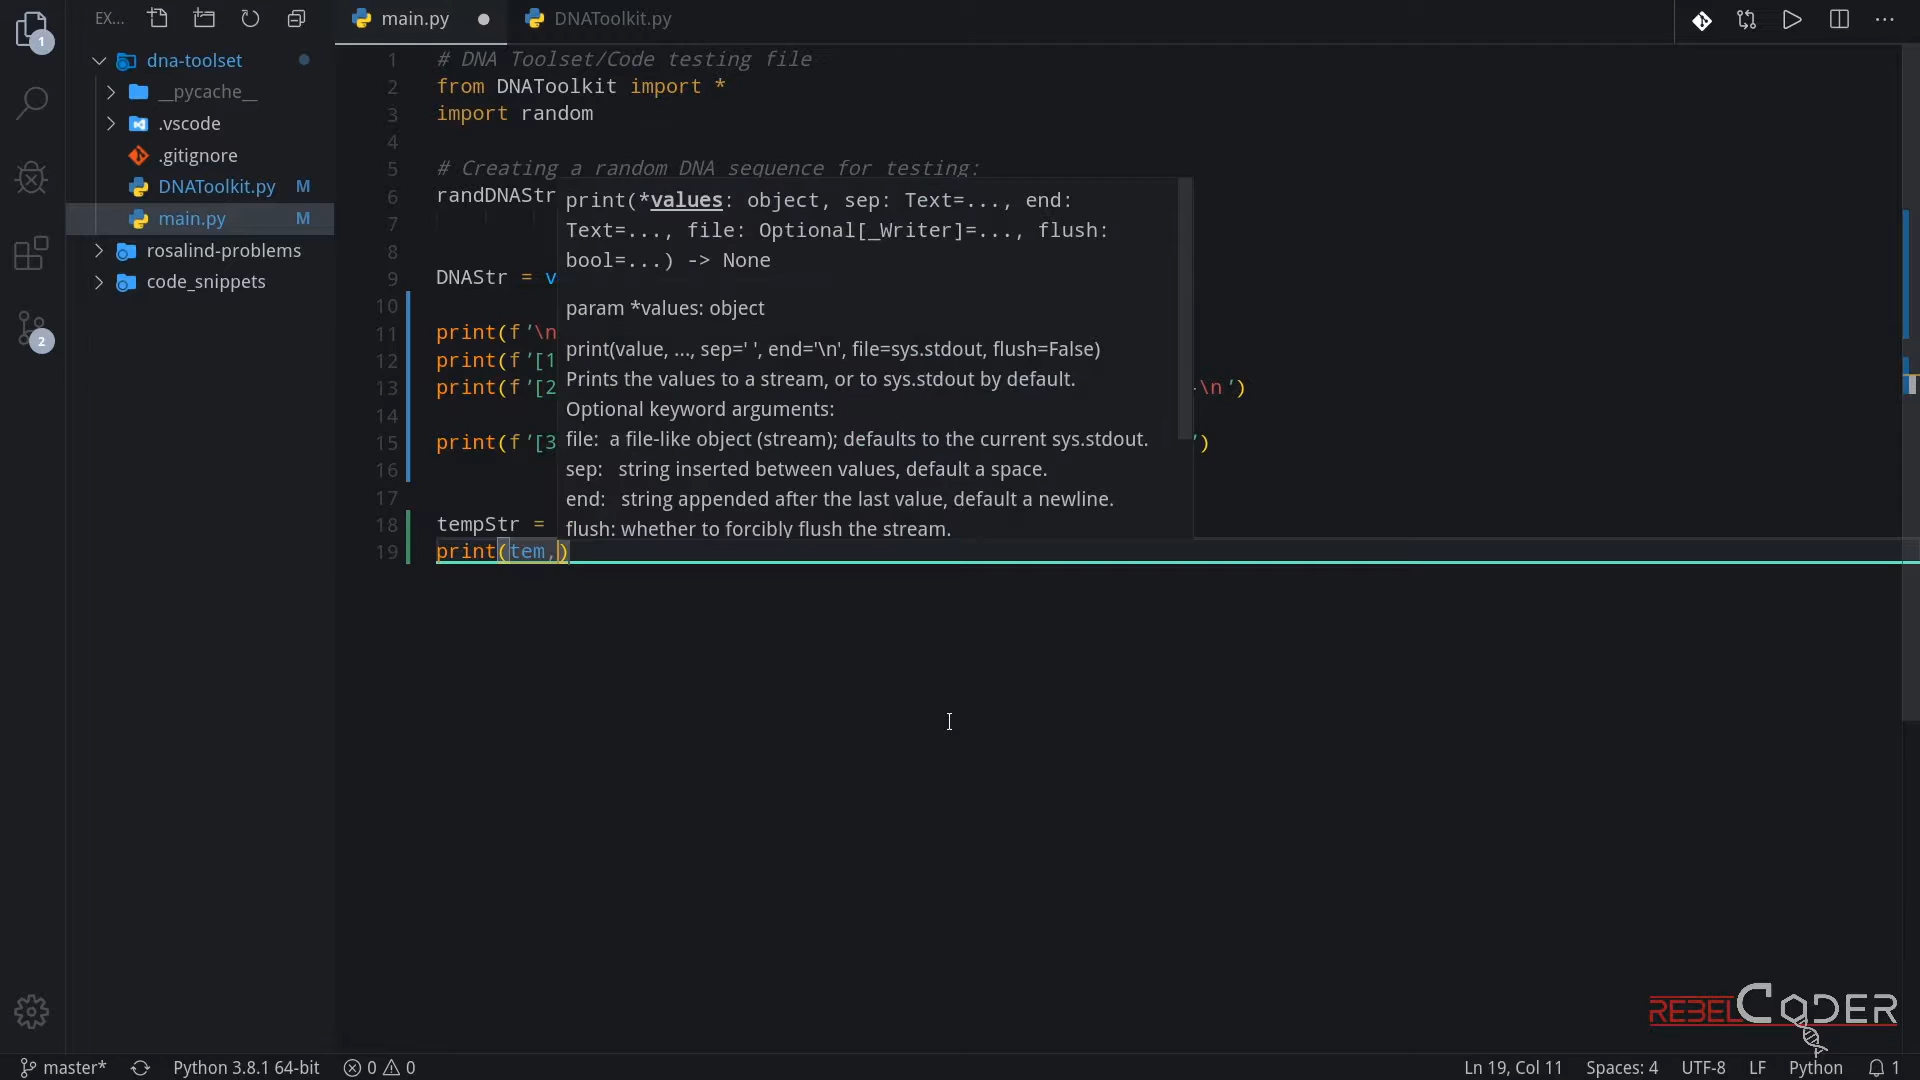 EX...
main.py
DNAToolkit.py
1
dna-toolset
__pycache__
.vscode
.gitignore
DNAToolkit.py M
main.py M
rosalind-problems
code_snippets
2
1 # DNA Toolset/Code testing file
2 from DNAToolkit import *
3 import random
4
5 # Creating a random DNA sequence for testing:
6 randDNAStr
7
8
9 DNAStr = v
10
11 print(f'\n
12 print(f'[1
13 print(f'[2 \n')
14
15 print(f'[3 ')
16
17
18 tempStr =
19 print(tem,)
print(*values: object, sep: Text=..., end:
Text=..., file: Optional[_Writer]=..., flush:
bool=...) -> None
param *values: object
print(value, ..., sep=' ', end='\n', file=sys.stdout, flush=False)
Prints the values to a stream, or to sys.stdout by default.
Optional keyword arguments:
file: a file-like object (stream); defaults to the current sys.stdout.
sep: string inserted between values, default a space.
end: string appended after the last value, default a newline.
flush: whether to forcibly flush the stream.
REBELCODER
master* Python 3.8.1 64-bit 0 0 Ln 19, Col 11 Spaces: 4 UTF-8 LF Python 1